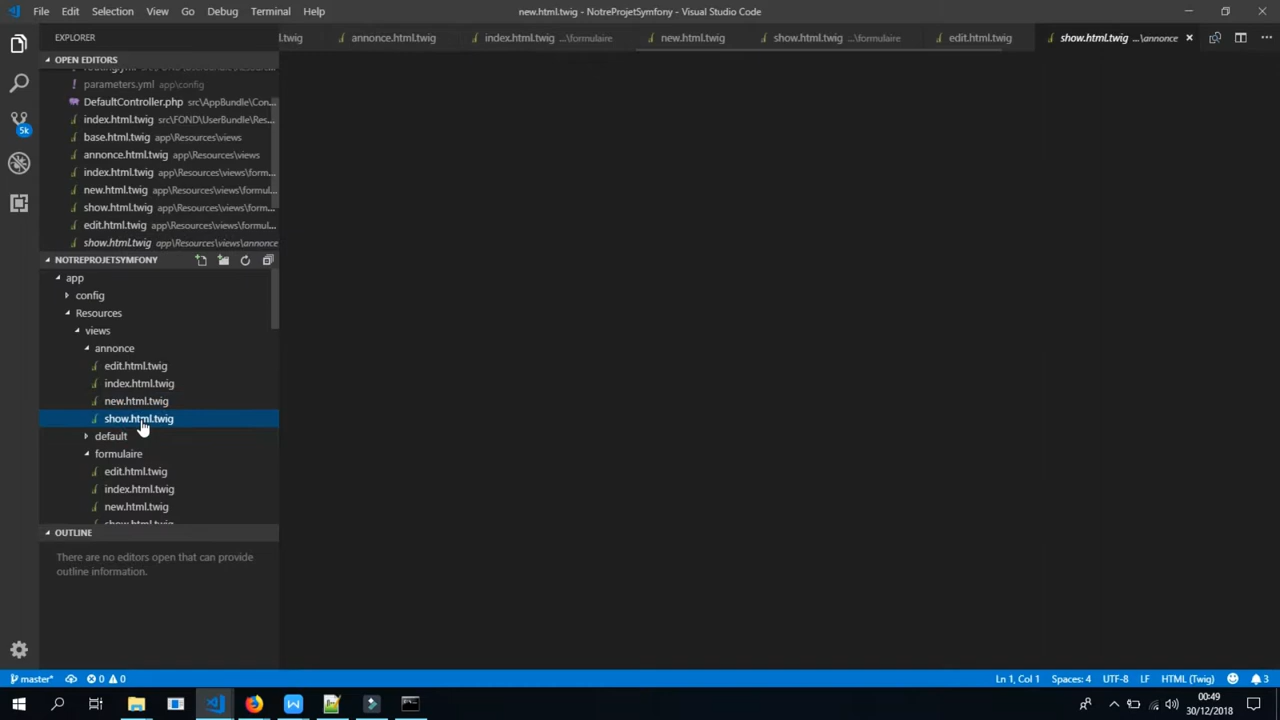 File Edit Selection View Go Debug Terminal Help
new.html.twig - NotreProjetSymfony - Visual Studio Code
EXPLORER
.twig annonce.html.twig index.html.twig ...\formulaire new.html.twig show.html.twig ...\formulaire edit.html.twig show.html.twig ...\annonce
OPEN EDITORS
parameters.yml app\config
DefaultController.php src\AppBundle\Con...
index.html.twig src\FOND\UserBundle\Res...
base.html.twig app\Resources\views
annonce.html.twig app\Resources\views
index.html.twig app\Resources\views\form...
new.html.twig app\Resources\views\formul...
show.html.twig app\Resources\views\form...
edit.html.twig app\Resources\views\formul...
show.html.twig app\Resources\views\annonce
NOTREPROJETSYMFONY
app
config
Resources
views
annonce
edit.html.twig
index.html.twig
new.html.twig
show.html.twig
default
formulaire
edit.html.twig
index.html.twig
new.html.twig
show.html.twig
OUTLINE
There are no editors open that can provide
outline information.
5k
master* 0 0 Ln 1, Col 1 Spaces: 4 UTF-8 LF HTML (Twig) 3
00:49
30/12/2018